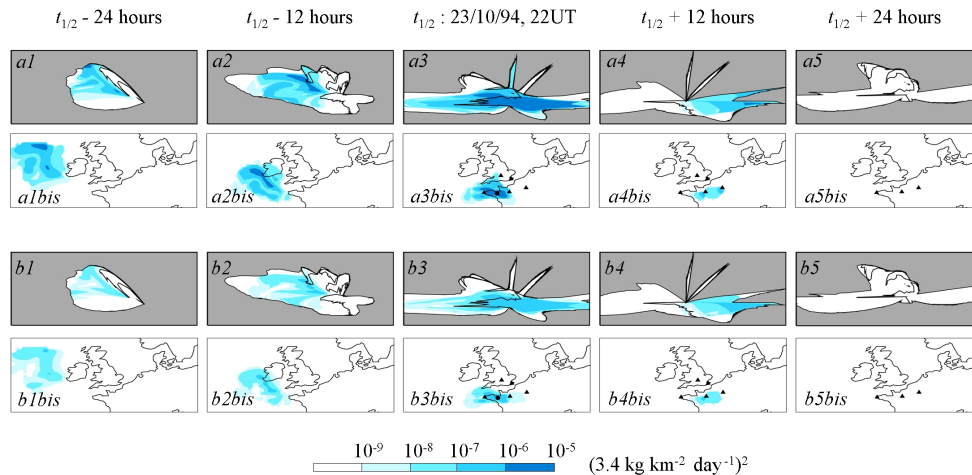 t1/2 - 24 hours t1/2 - 12 hours t1/2 : 23/10/94, 22UT t1/2 + 12 hours t1/2 + 24 hours
a1 a2 a3 a4 a5
a1bis a2bis a3bis a4bis a5bis
b1 b2 b3 b4 b5
b1bis b2bis b3bis b4bis b5bis
10⁻⁹ 10⁻⁸ 10⁻⁷ 10⁻⁶ 10⁻⁵ (3.4 kg km⁻² day⁻¹)²